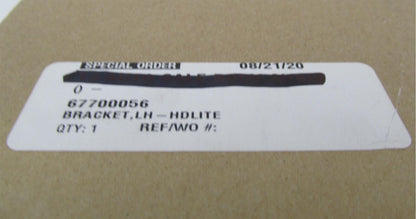 SPECIAL ORDER 08/21/20
0 -
67700056
BRACKET,LH-HDLITE
QTY: 1 REF/WO #: